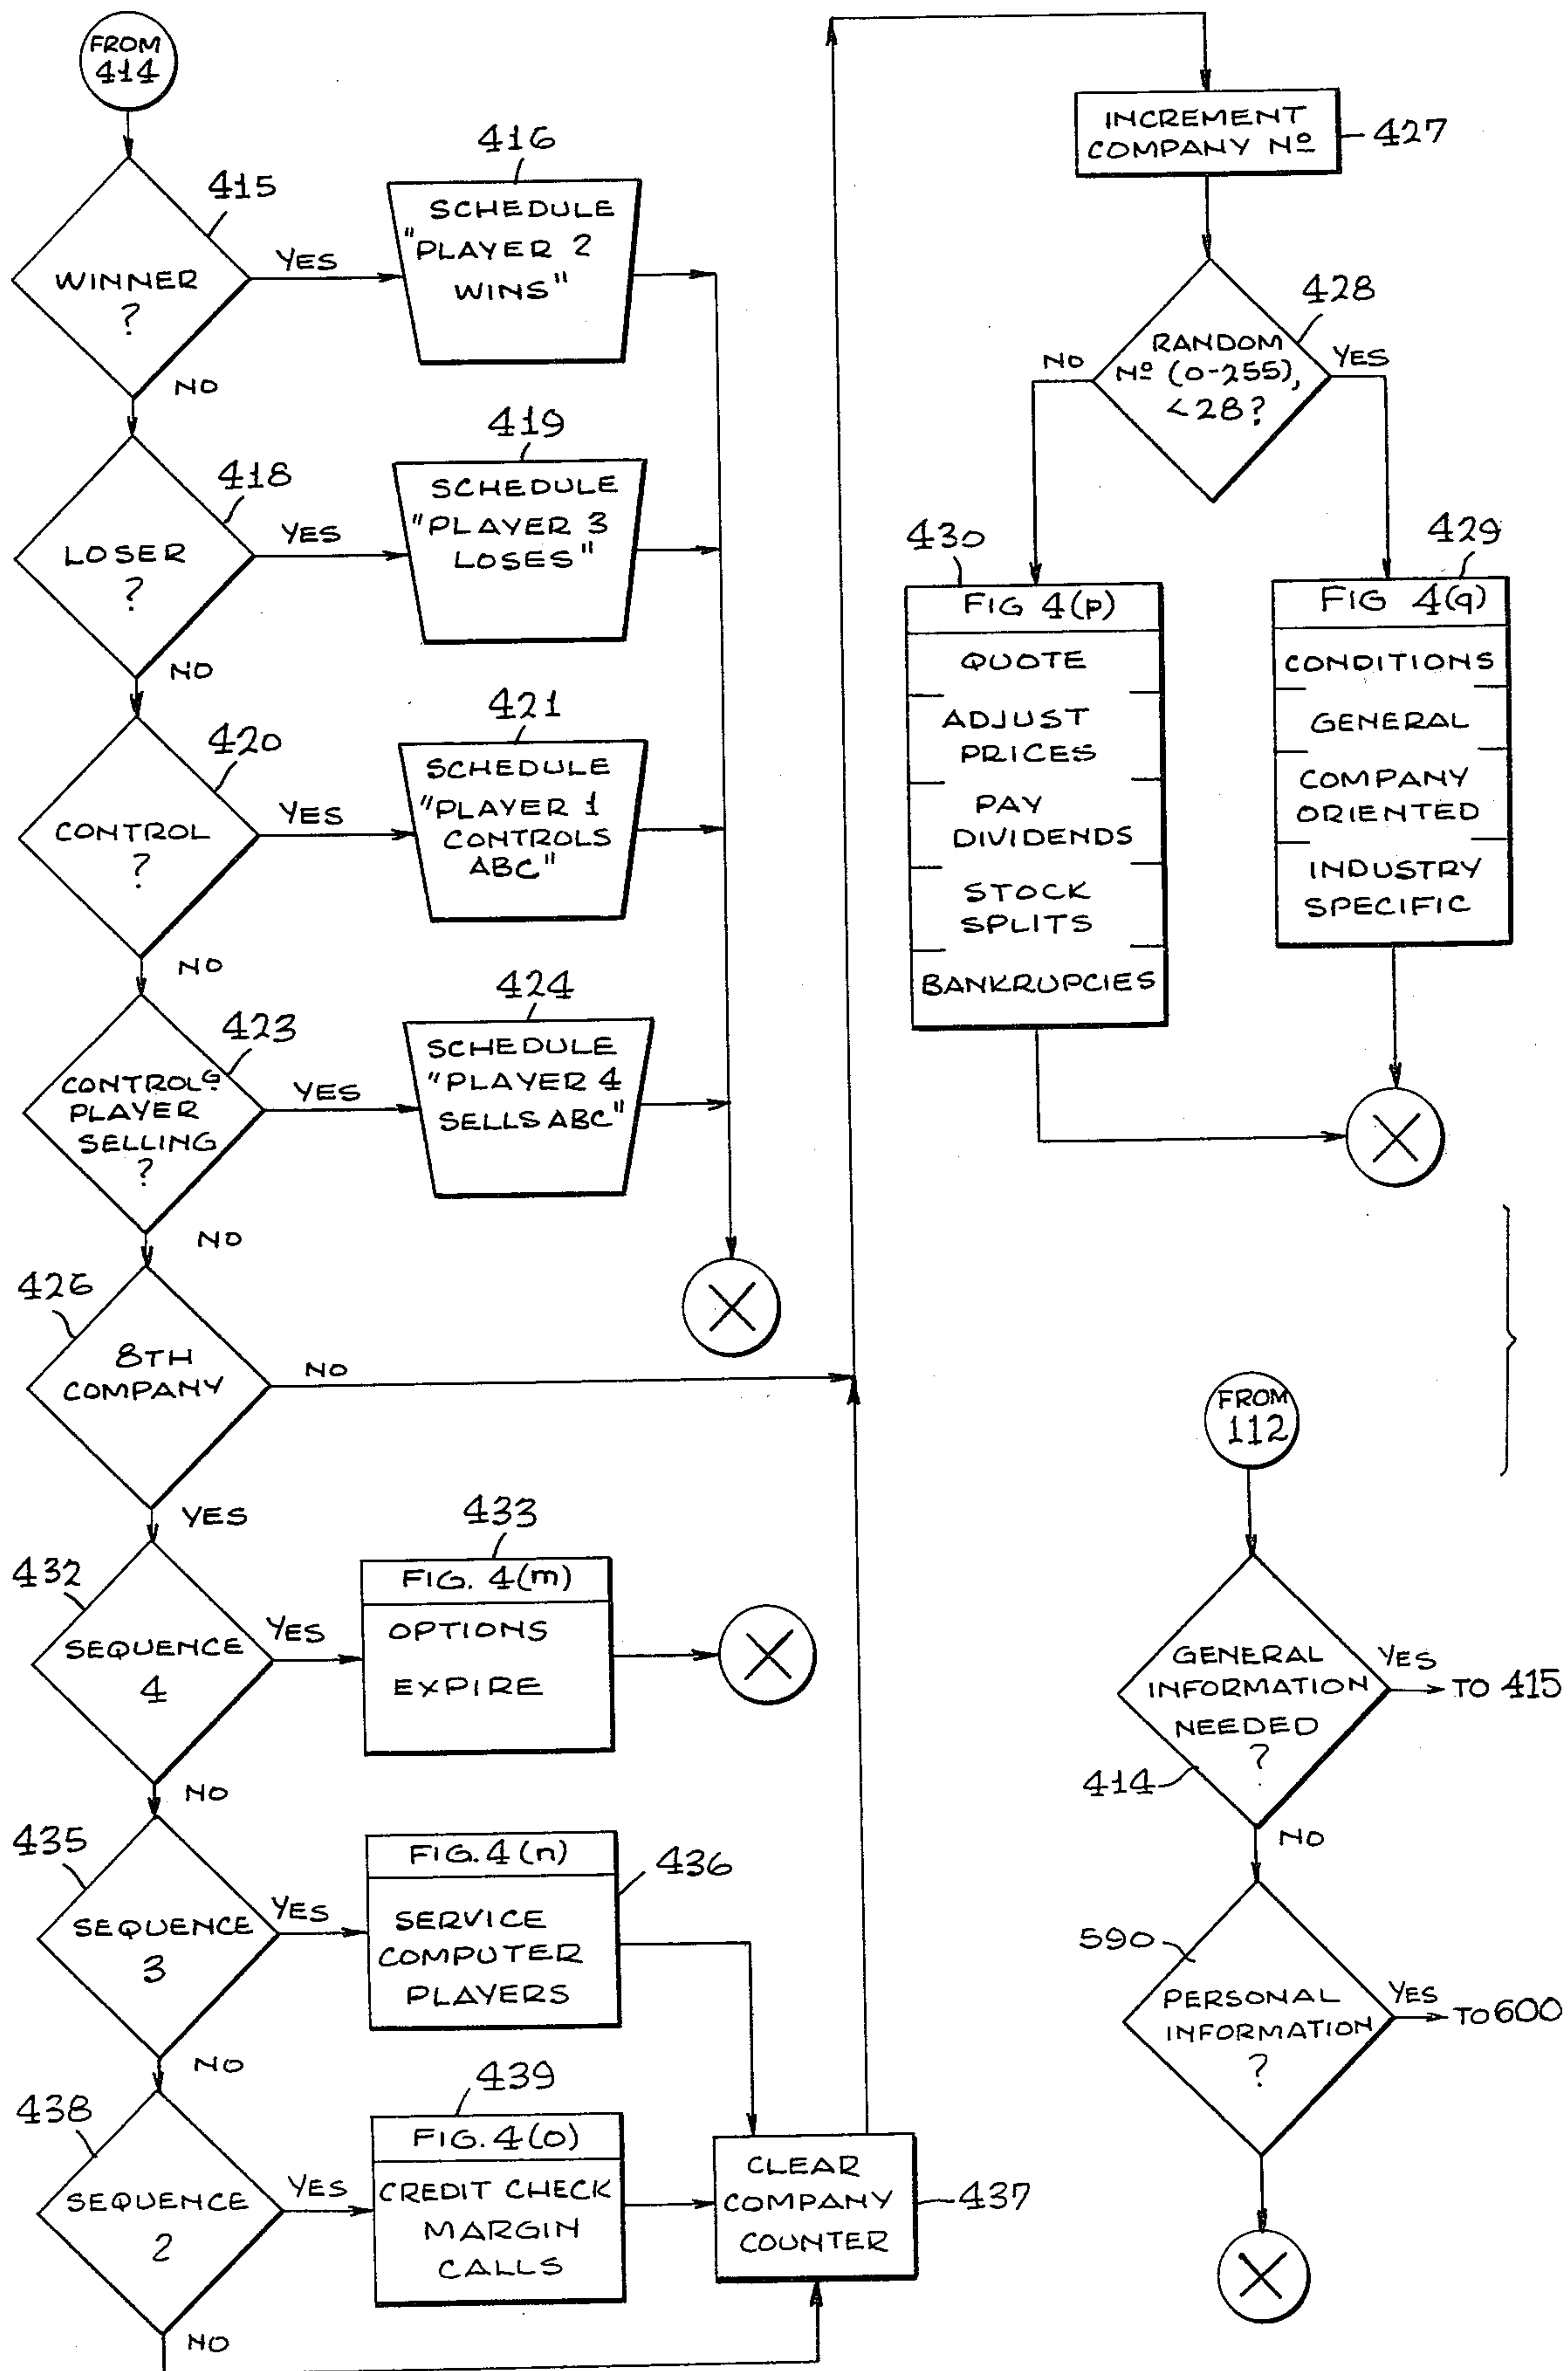 FROM
414
415
WINNER
?
YES
NO
416
SCHEDULE
"PLAYER 2
WINS"
418
LOSER
?
YES
NO
419
SCHEDULE
"PLAYER 3
LOSES"
420
CONTROL
?
YES
NO
421
SCHEDULE
"PLAYER 1
CONTROLS
ABC"
423
CONTROLG
PLAYER
SELLING
?
YES
NO
424
SCHEDULE
"PLAYER 4
SELLS ABC"
426
8TH
COMPANY
NO
YES
432
SEQUENCE
4
YES
NO
433
FIG. 4(m)
OPTIONS
EXPIRE
435
SEQUENCE
3
YES
NO
FIG. 4(n)
436
SERVICE
COMPUTER
PLAYERS
438
SEQUENCE
2
YES
NO
439
FIG. 4(o)
CREDIT CHECK
MARGIN
CALLS
CLEAR
COMPANY
COUNTER
437
INCREMENT
COMPANY Nº
427
428
RANDOM
Nº (0-255),
<28?
NO
YES
430
FIG 4(p)
QUOTE
ADJUST
PRICES
PAY
DIVIDENDS
STOCK
SPLITS
BANKRUPCIES
429
FIG 4(q)
CONDITIONS
GENERAL
COMPANY
ORIENTED
INDUSTRY
SPECIFIC
FROM
112
GENERAL
INFORMATION
NEEDED
?
414
YES
TO 415
NO
590
PERSONAL
INFORMATION
?
YES
TO 600